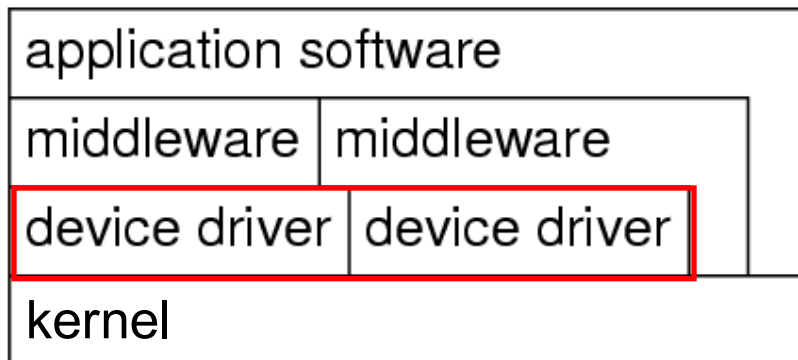 application software
middleware middleware
device driver device driver
kernel